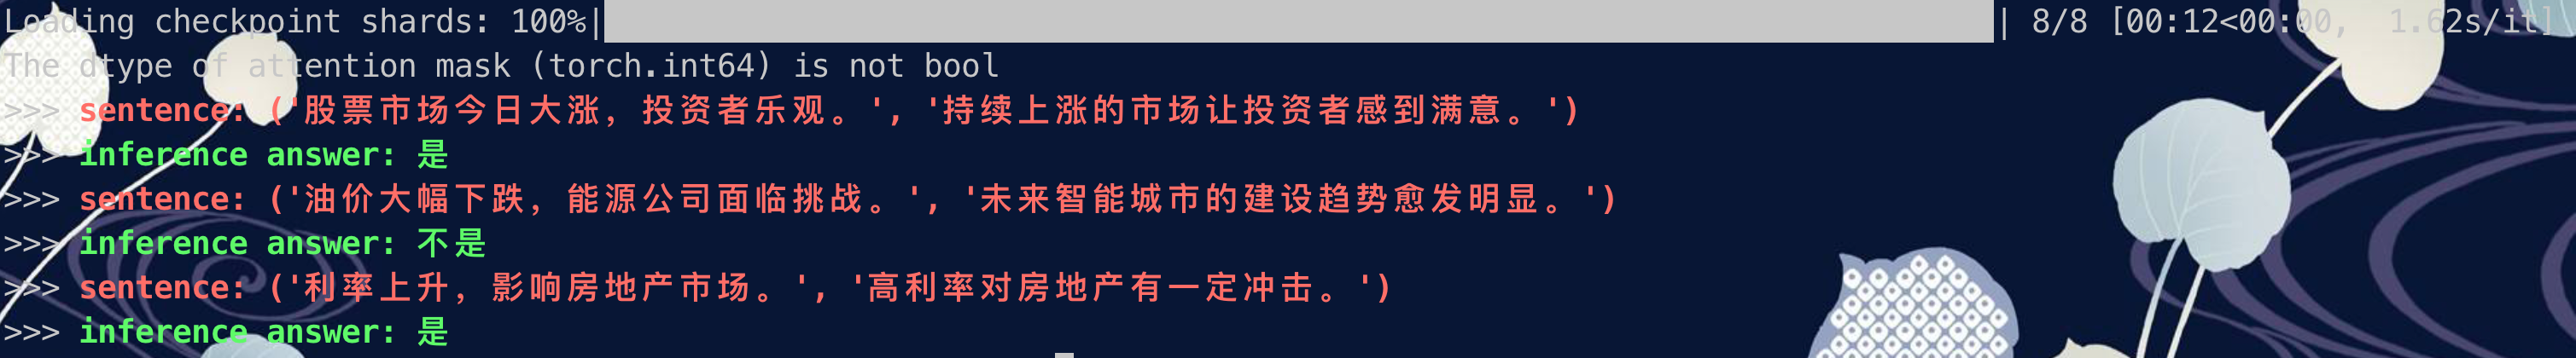 Loading checkpoint shards: 100%| | 8/8 [00:12<00:00,  1.62s/it]
The dtype of attention mask (torch.int64) is not bool
>>> sentence: ('股票市场今日大涨，投资者乐观。', '持续上涨的市场让投资者感到满意。')
>>> inference answer: 是
>>> sentence: ('油价大幅下跌，能源公司面临挑战。', '未来智能城市的建设趋势愈发明显。')
>>> inference answer: 不是
>>> sentence: ('利率上升，影响房地产市场。', '高利率对房地产有一定冲击。')
>>> inference answer: 是